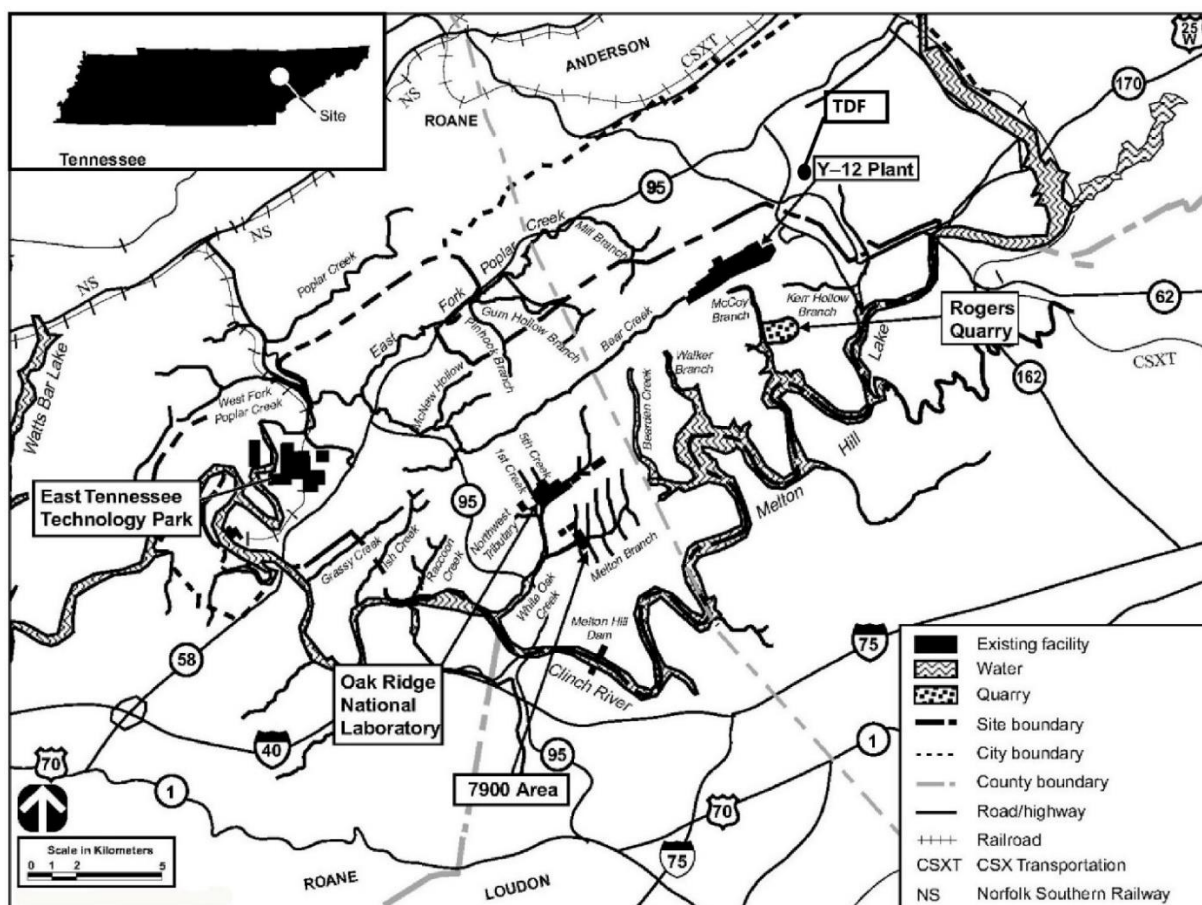 Site
Tennessee
ANDERSON
CSXT
NS
ROANE
25
W
170
TDF
Y–12 Plant
95
NS
NS
Poplar Creek
East Fork Poplar Creek
Mill Branch
Gum Hollow
Branch
Pinhook Branch
Bear Creek
McCoy
Branch
Kerr Hollow
Branch
Rogers
Quarry
62
CSXT
162
Watts Bar Lake
West Fork
Poplar Creek
McNew Hollow
Walker
Branch
Bearden Creek
Melton Hill Lake
East Tennessee
Technology Park
95
5th Creek
1st Creek
Northwest
Tributary
Grassy Creek
Ish Creek
Raccoon
Creek
Melton Branch
White Oak
Creek
Melton Hill
Dam
Clinch River
58
Oak Ridge
National
Laboratory
40
75
70
1
7900 Area
95
1
70
75
Scale in Kilometers
0 1 2 5
ROANE
LOUDON
Existing facility
Water
Quarry
Site boundary
City boundary
County boundary
Road/highway
Railroad
CSXT CSX Transportation
NS Norfolk Southern Railway